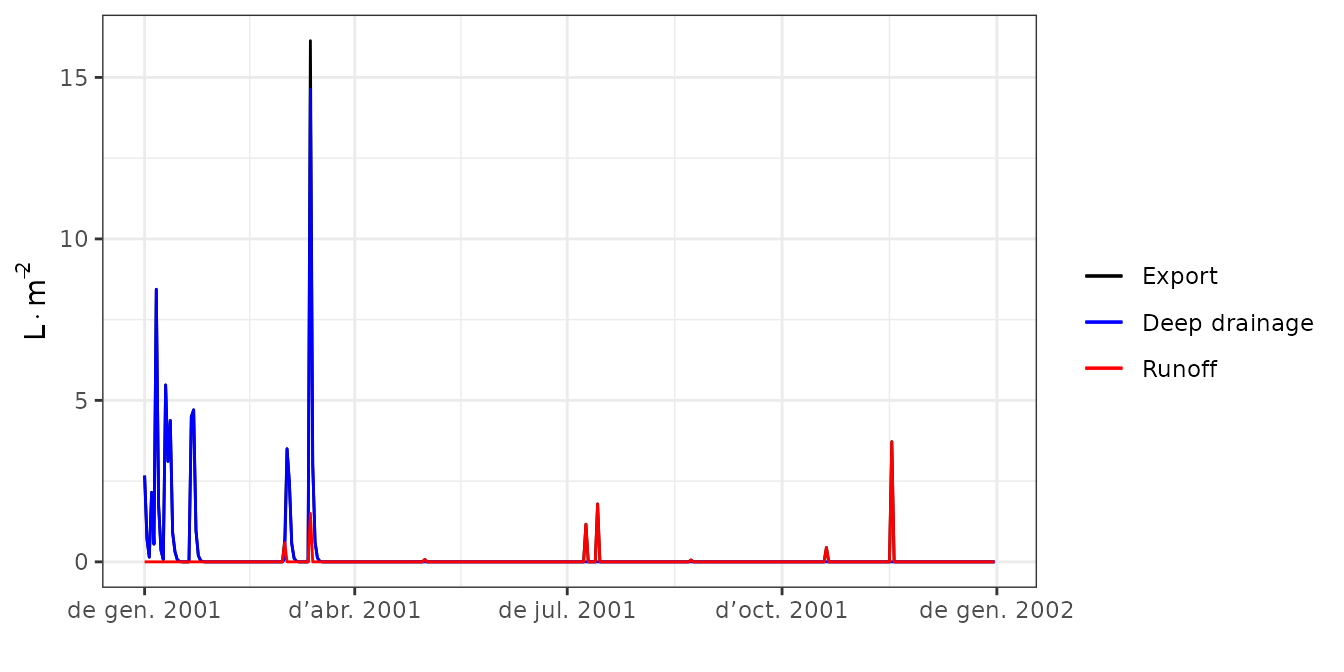 15
10
5
0
L · m⁻²
de gen. 2001
d’abr. 2001
de jul. 2001
d’oct. 2001
de gen. 2002
Export
Deep drainage
Runoff